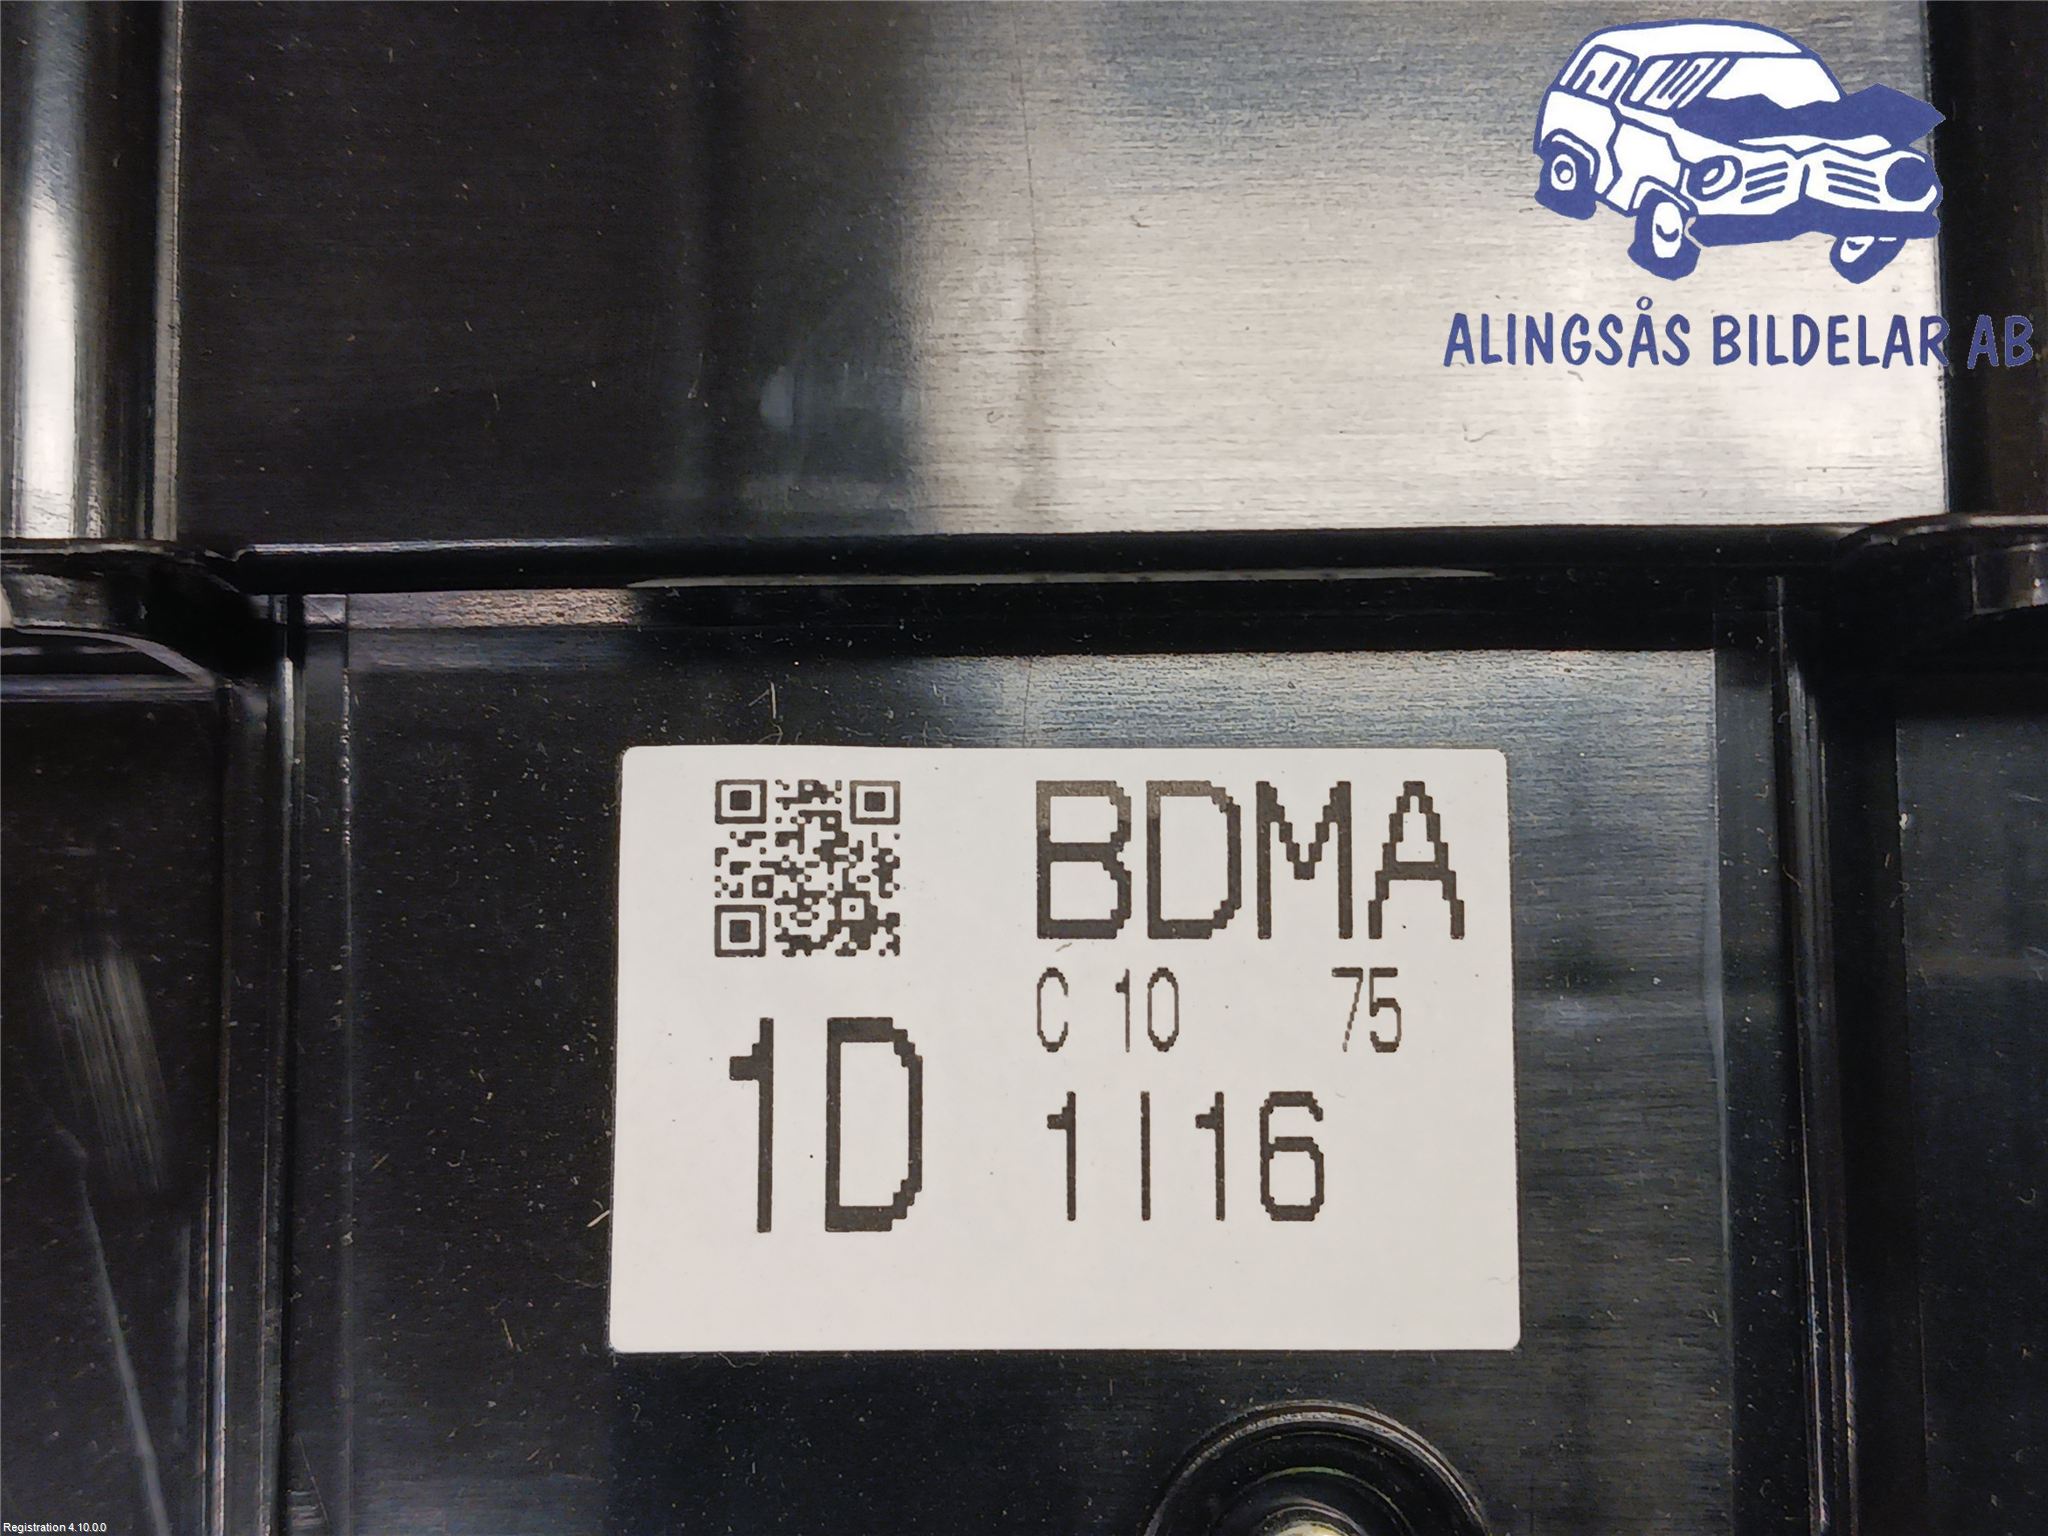 ALINGSÅS BILDELAR AB
BDMA
C 10 75
1D
1I16
Registration 4.10.0.0